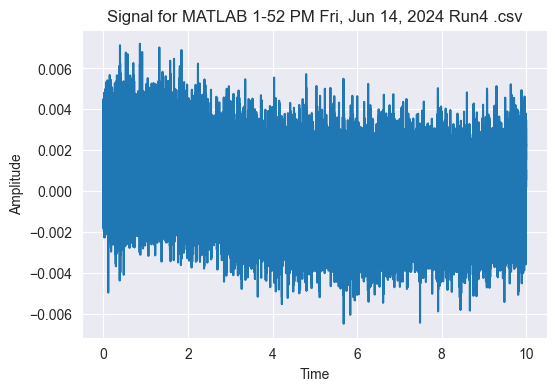 Signal for MATLAB 1-52 PM Fri, Jun 14, 2024 Run4 .csv
0.006
0.004
0.002
0.000
−0.002
−0.004
−0.006
Amplitude
0 2 4 6 8 10
Time